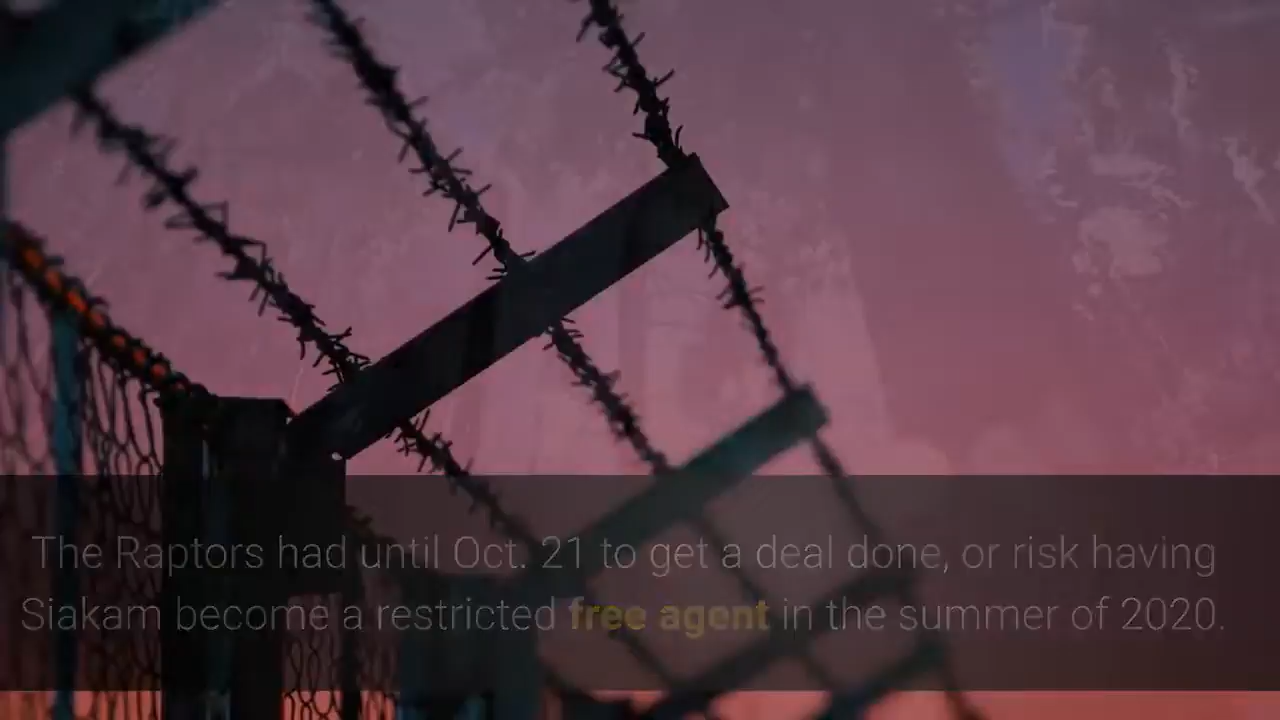 The Raptors had until Oct. 21 to get a deal done, or risk having
Siakam become a restricted free agent in the summer of 2020.